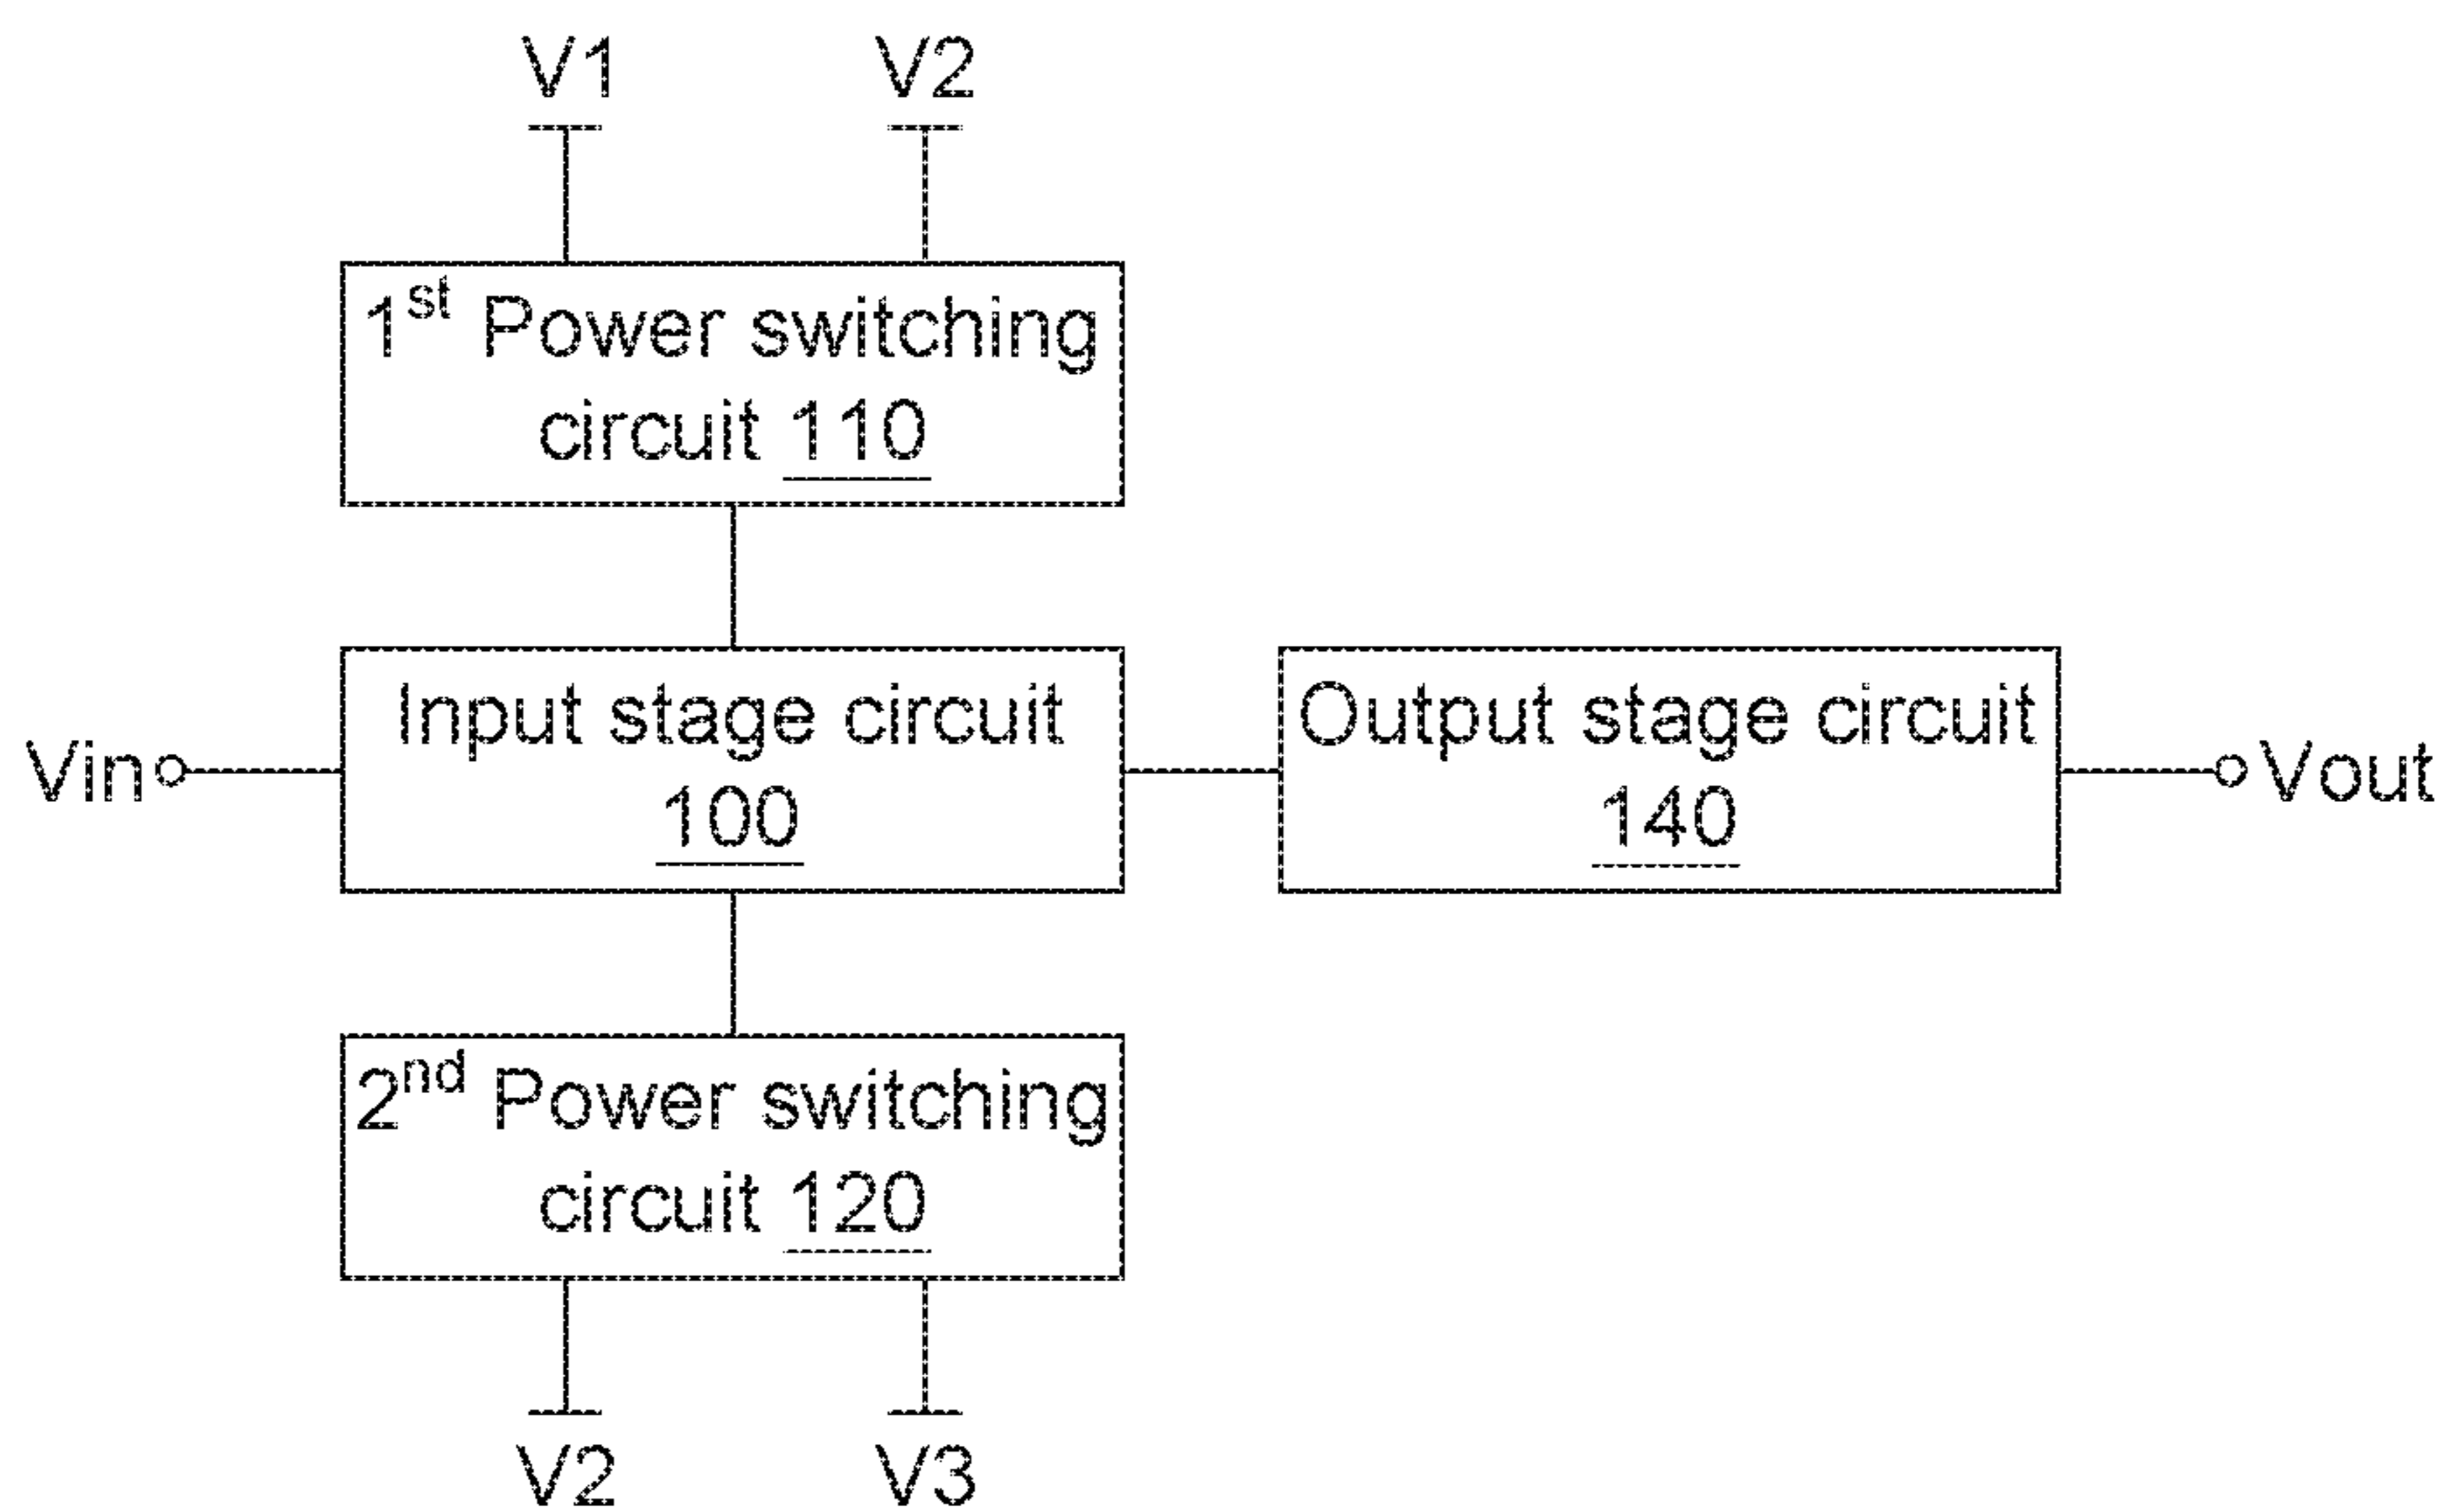 V1 V2
1st Power switching
circuit 110
Input stage circuit
100
Output stage circuit
140
Vin
Vout
2nd Power switching
circuit 120
V2 V3